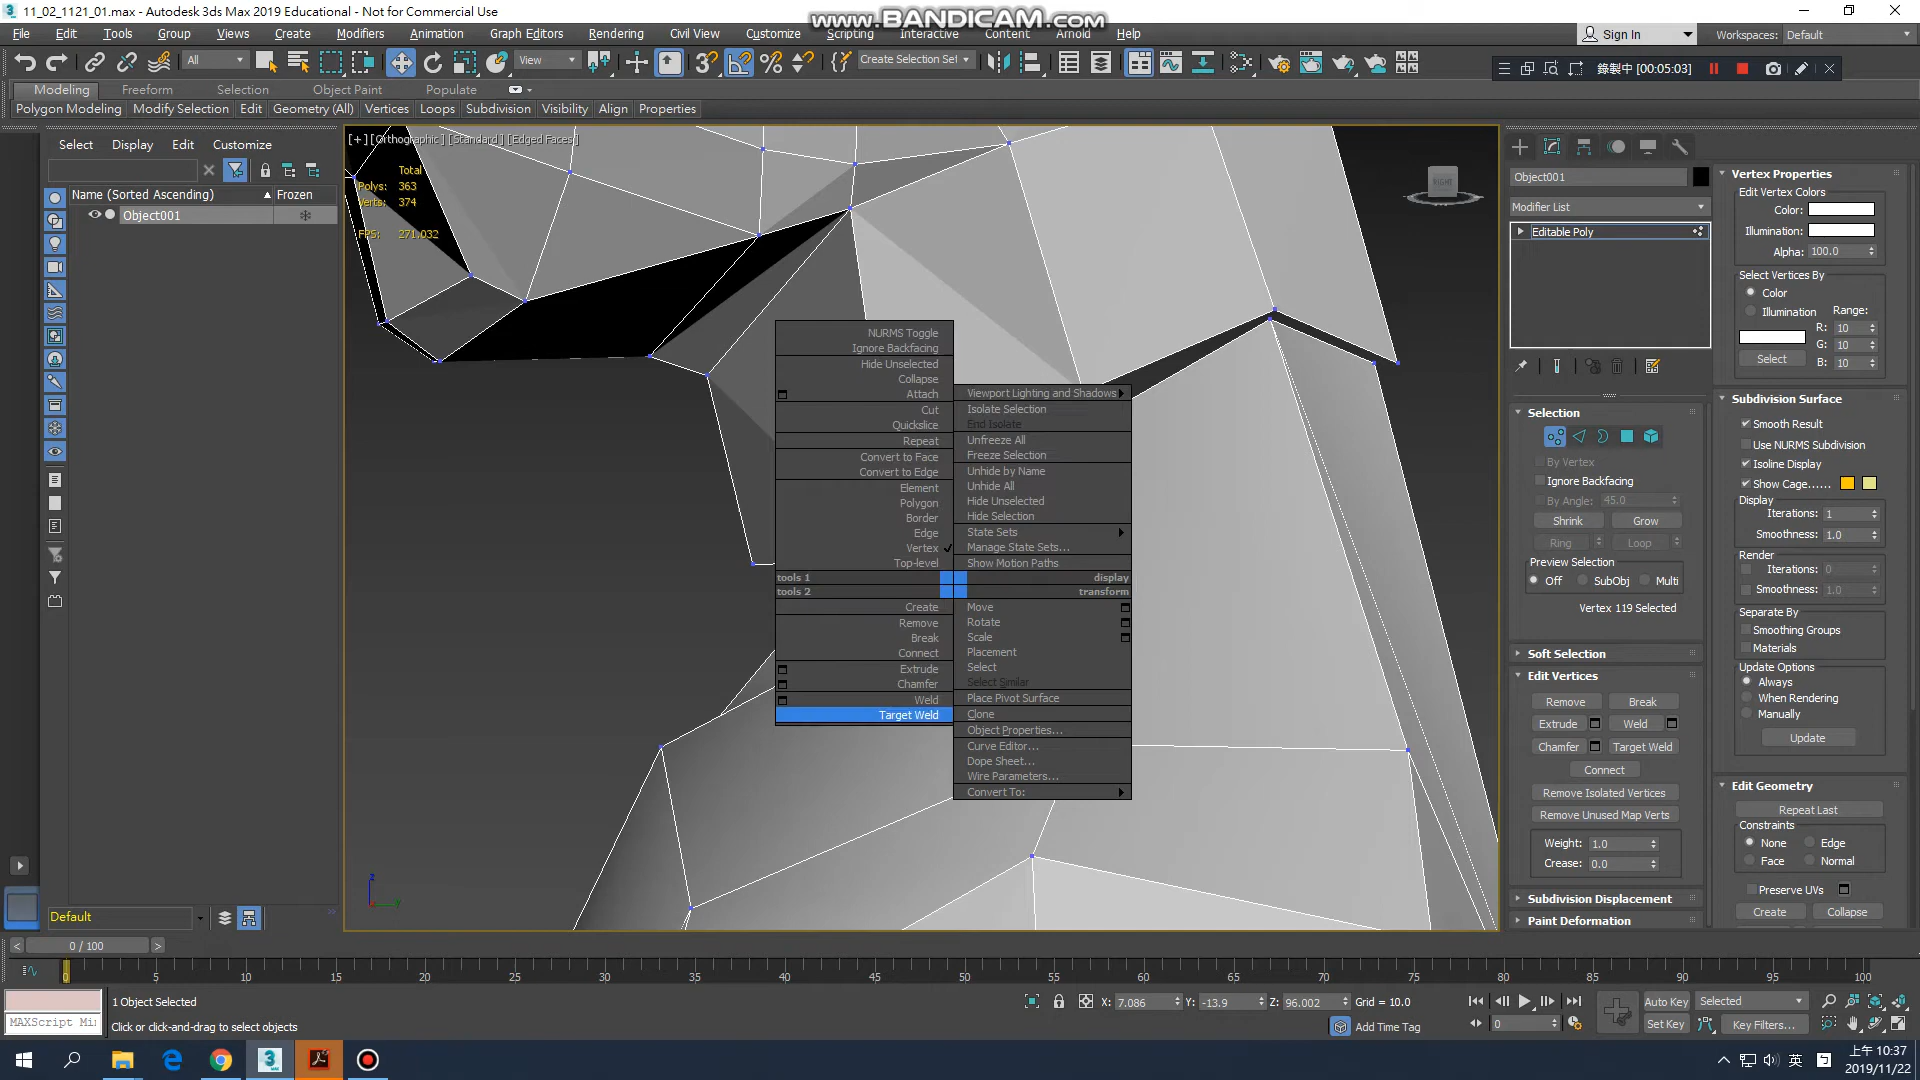 11_02_1121_01.max - Autodesk 3ds Max 2019 Educational - Not for Commercial Use
www.BANDICAM.com
File Edit Tools Group Views Create Modifiers Animation Graph Editors Rendering Civil View Customize Scripting Interactive Content Arnold Help
Sign In
Workspaces: Default
All
View
Create Selection Set
錄製中 [00:05:03]
Modeling Freeform Selection Object Paint Populate
Polygon Modeling Modify Selection Edit Geometry (All) Vertices Loops Subdivision Visibility Align Properties
Select Display Edit Customize
Name (Sorted Ascending) Frozen
Object001
Default
[+] [Orthographic] [Standard] [Edged Faces]
Total
Polys: 363
Verts: 374
FPS: 271.032
RIGHT
NURMS Toggle
Ignore Backfacing
Hide Unselected
Collapse
Attach
Cut
Quickslice
Repeat
Convert to Face
Convert to Edge
Element
Polygon
Border
Edge
Vertex
Top-level
tools 1
tools 2
Create
Remove
Break
Connect
Extrude
Chamfer
Weld
Target Weld
Viewport Lighting and Shadows
Isolate Selection
End Isolate
Unfreeze All
Freeze Selection
Unhide by Name
Unhide All
Hide Unselected
Hide Selection
State Sets
Manage State Sets...
Show Motion Paths
display
transform
Move
Rotate
Scale
Placement
Select
Select Similar
Place Pivot Surface
Clone
Object Properties...
Curve Editor...
Dope Sheet...
Wire Parameters...
Convert To:
z
Object001
Modifier List
Editable Poly
Selection
By Vertex
Ignore Backfacing
By Angle: 45.0
Shrink Grow
Ring Loop
Preview Selection
Off SubObj Multi
Vertex 119 Selected
Soft Selection
Edit Vertices
Remove Break
Extrude Weld
Chamfer Target Weld
Connect
Remove Isolated Vertices
Remove Unused Map Verts
Weight: 1.0
Crease: 0.0
Subdivision Displacement
Paint Deformation
Vertex Properties
Edit Vertex Colors
Color:
Illumination:
Alpha: 100.0
Select Vertices By
Color
Illumination Range:
R: 10
G: 10
B: 10
Select
Subdivision Surface
Smooth Result
Use NURMS Subdivision
Isoline Display
Show Cage......
Display
Iterations: 1
Smoothness: 1.0
Render
Iterations: 0
Smoothness: 1.0
Separate By
Smoothing Groups
Materials
Update Options
Always
When Rendering
Manually
Update
Edit Geometry
Repeat Last
Constraints
None Edge
Face Normal
Preserve UVs
Create Collapse
0 / 100
0 5 10 15 20 25 30 35 40 45 50 55 60 65 70 75 80 85 90 95 100
1 Object Selected
MAXScript Mi
Click or click-and-drag to select objects
X: 7.086 Y: -13.9 Z: 96.002 Grid = 10.0
Add Time Tag
0
Auto Key Selected
Set Key Key Filters...
英
上午 10:37
2019/11/22